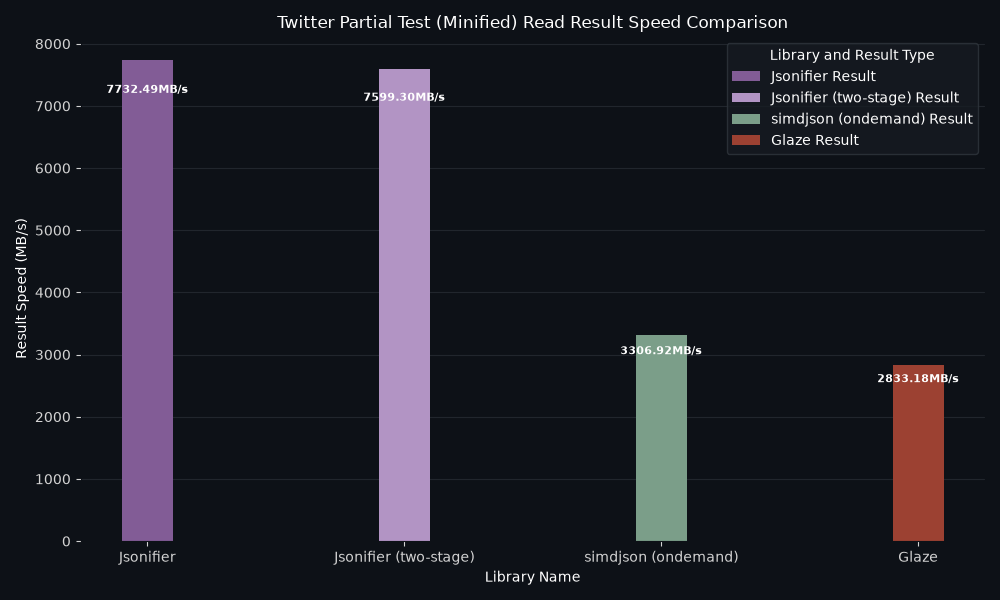 Twitter Partial Test (Minified) Read Result Speed Comparison
Library and Result Type
Jsonifier Result
Jsonifier (two-stage) Result
simdjson (ondemand) Result
Glaze Result
Result Speed (MB/s)
8000
7000
6000
5000
4000
3000
2000
1000
0
7732.49MB/s
7599.30MB/s
3306.92MB/s
2833.18MB/s
Jsonifier
Jsonifier (two-stage)
simdjson (ondemand)
Glaze
Library Name